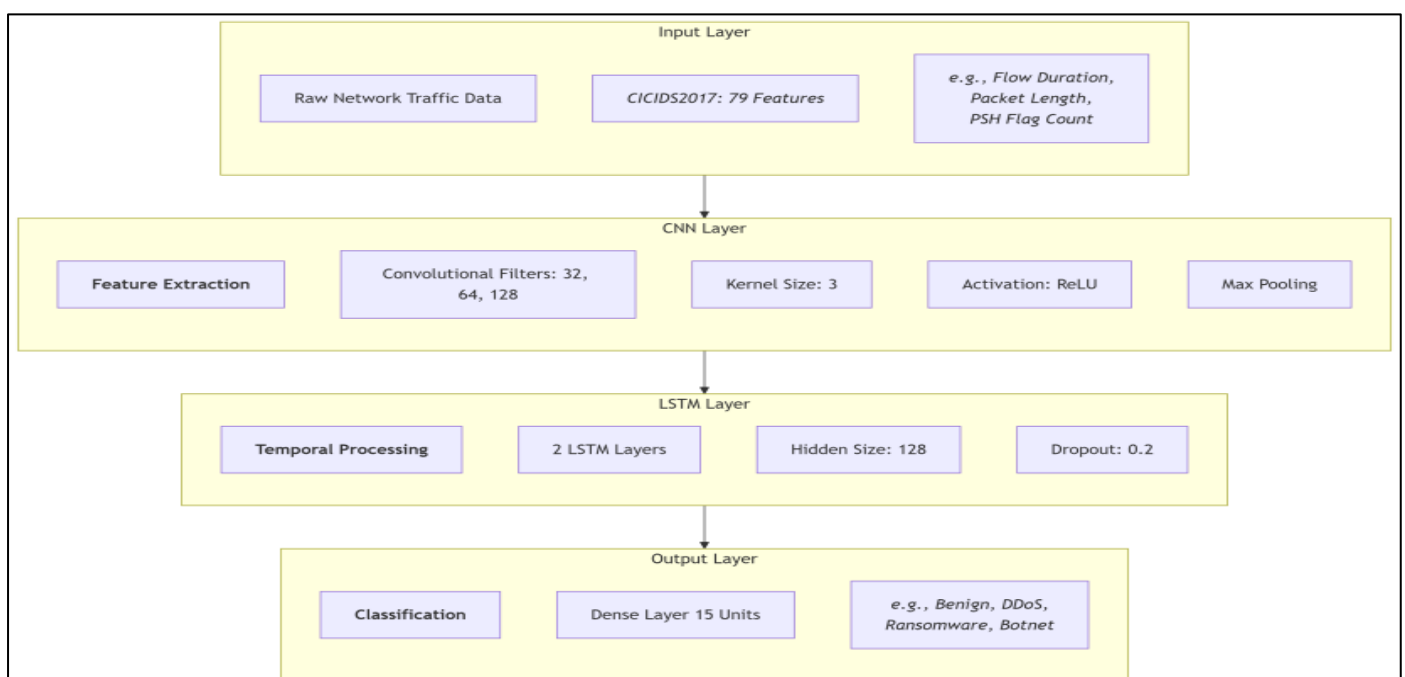 Input Layer
Raw Network Traffic Data
CICIDS2017: 79 Features
e.g., Flow Duration,
Packet Length,
PSH Flag Count
CNN Layer
Feature Extraction
Convolutional Filters: 32,
64, 128
Kernel Size: 3
Activation: ReLU
Max Pooling
LSTM Layer
Temporal Processing
2 LSTM Layers
Hidden Size: 128
Dropout: 0.2
Output Layer
Classification
Dense Layer 15 Units
e.g., Benign, DDoS,
Ransomware, Botnet